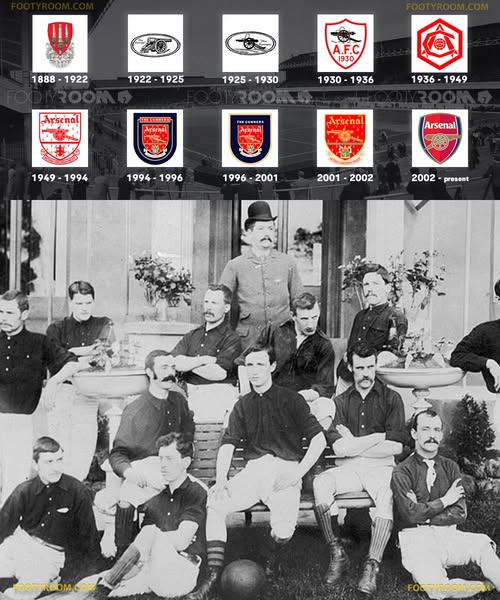 FOOTYROOM.COM FOOTYROOM.COM
A.F.C
1930
1888 - 1922 1922 - 1925 1925 - 1930 1930 - 1936 1936 - 1949
FOOTYROOM FOOTYROOM
Arsenal THE GUNNERS THE GUNNERS Arsenal Arsenal
Arsenal Arsenal
1949 - 1994 1994 - 1996 1996 - 2001 2001 - 2002 2002 - present
FOOTYROOM.COM FOOTYROOM.COM